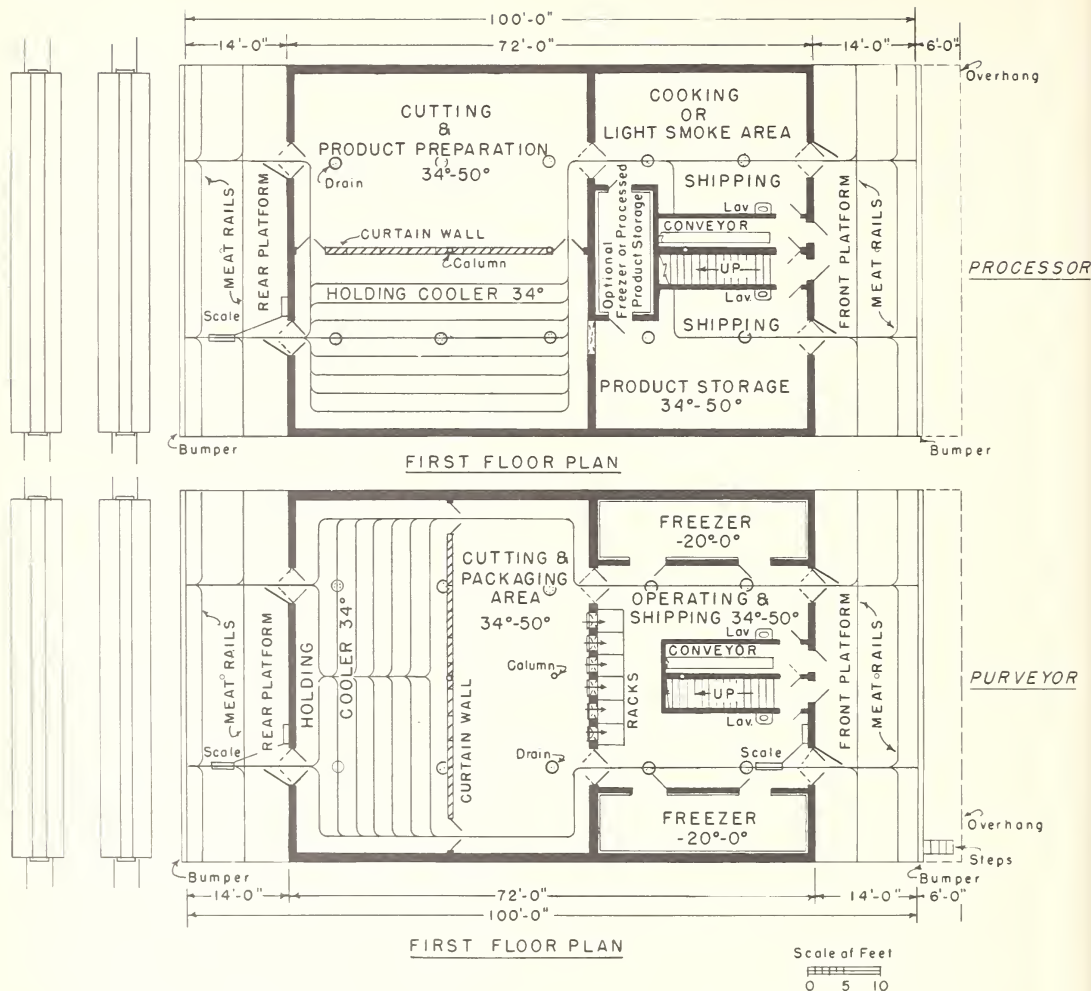 100'-0"
14'-0" 72'-0" 14'-0" 6'-0"
Overhang
CUTTING
&
PRODUCT PREPARATION
34°-50°
Drain
COOKING
OR
LIGHT SMOKE AREA
SHIPPING
Lav
CONVEYOR
UP
Lav.
SHIPPING
Optional
Freezer or Processed
Product Storage
CURTAIN WALL
Column
HOLDING COOLER 34°
MEAT RAILS
REAR PLATFORM
Scale
FRONT PLATFORM
MEAT RAILS
PROCESSOR
PRODUCT STORAGE
34°-50°
Bumper
Bumper
FIRST FLOOR PLAN
FREEZER
-20°-0°
CUTTING &
PACKAGING
AREA
34°-50°
OPERATING &
SHIPPING 34°-50°
Lav
CONVEYOR
UP
Lav.
Column
RACKS
MEAT RAILS
REAR PLATFORM
HOLDING
COOLER 34°
CURTAIN WALL
FRONT PLATFORM
MEAT RAILS
PURVEYOR
Scale
Drain
Scale
FREEZER
-20°-0°
Overhang
Steps
Bumper
Bumper
14'-0" 72'-0" 14'-0" 6'-0"
100'-0"
FIRST FLOOR PLAN
Scale of Feet
0 5 10